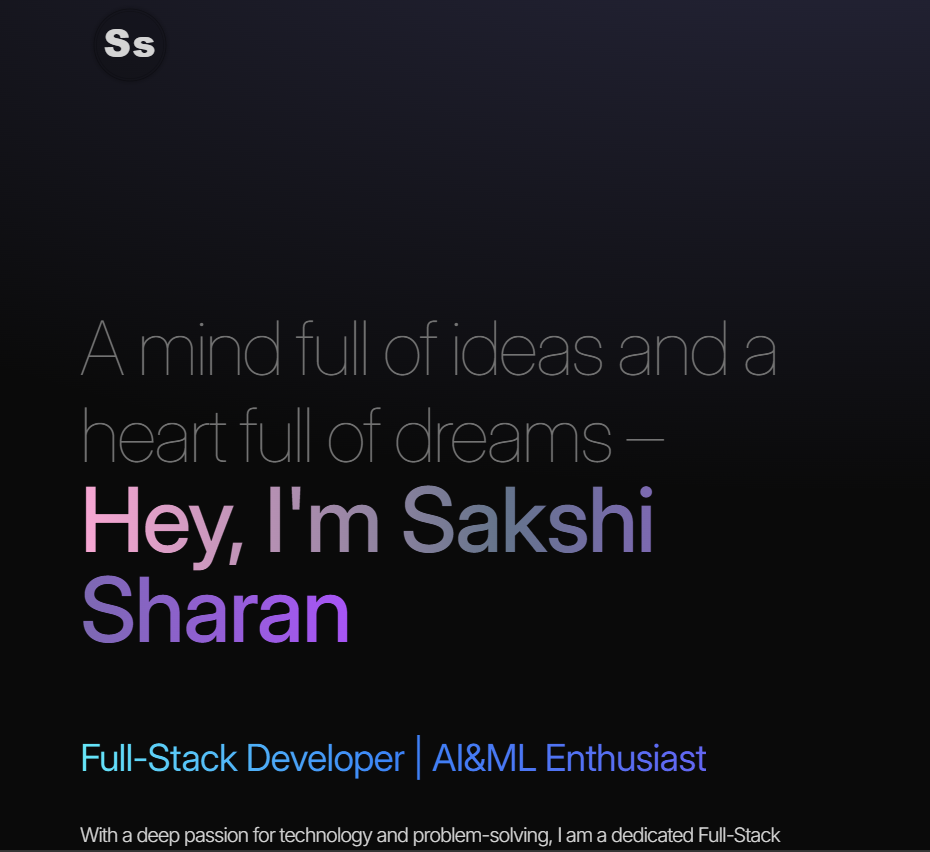 Ss
A mind full of ideas and a
heart full of dreams –
Hey, I'm Sakshi
Sharan
Full-Stack Developer | AI&ML Enthusiast
With a deep passion for technology and problem-solving, I am a dedicated Full-Stack